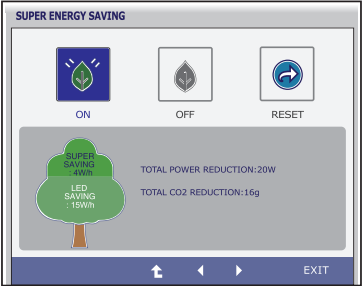 SUPER ENERGY SAVING
ON
OFF
RESET
SUPER
SAVING
: 4W/h
LED
SAVING
: 15W/h
TOTAL POWER REDUCTION:20W
TOTAL CO2 REDUCTION:16g
EXIT